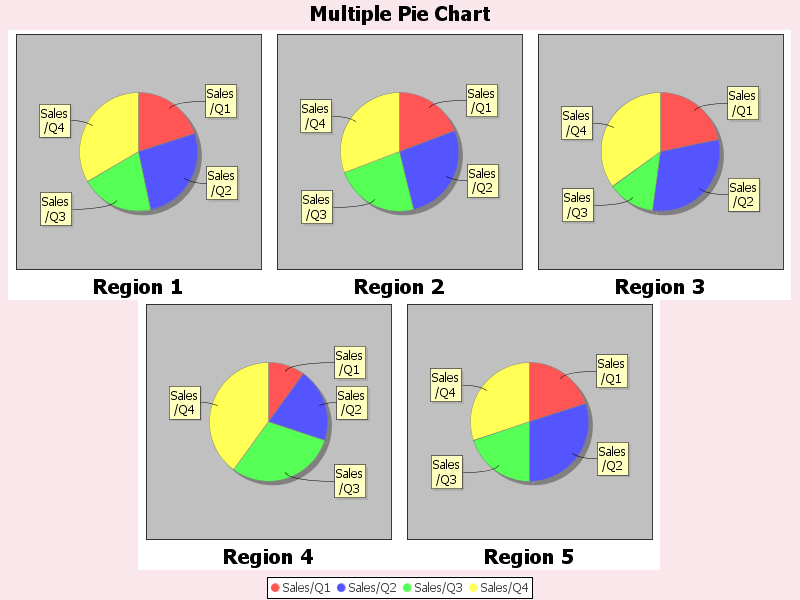 Multiple Pie Chart
Sales
/Q1
Sales
/Q4
Sales
/Q2
Sales
/Q3
Region 1
Sales
/Q1
Sales
/Q4
Sales
/Q2
Sales
/Q3
Region 2
Sales
/Q1
Sales
/Q4
Sales
/Q2
Sales
/Q3
Region 3
Sales
/Q1
Sales
/Q4
Sales
/Q2
Sales
/Q3
Region 4
Sales
/Q1
Sales
/Q4
Sales
/Q2
Sales
/Q3
Region 5
Sales/Q1 Sales/Q2 Sales/Q3 Sales/Q4